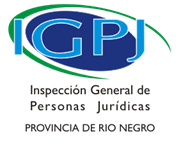 IGPJ
Inspección General de
Personas Jurídicas
PROVINCIA DE RIO NEGRO